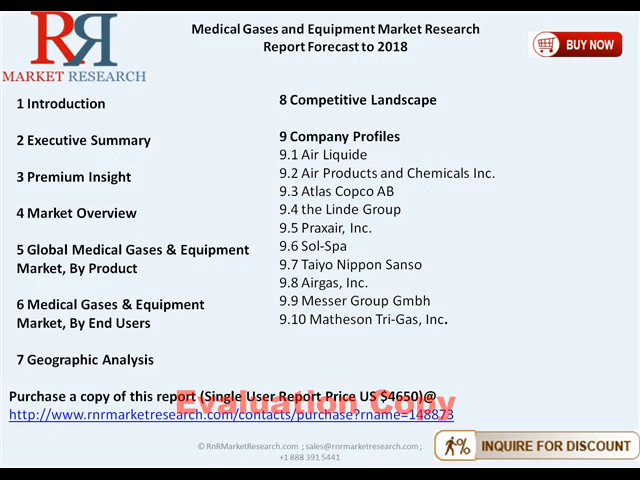 RR
MARKET RESEARCH
Medical Gases and Equipment Market Research
Report Forecast to 2018
BUY NOW
1 Introduction
2 Executive Summary
3 Premium Insight
4 Market Overview
5 Global Medical Gases & Equipment
Market, By Product
6 Medical Gases & Equipment
Market, By End Users
7 Geographic Analysis
8 Competitive Landscape
9 Company Profiles
9.1 Air Liquide
9.2 Air Products and Chemicals Inc.
9.3 Atlas Copco AB
9.4 the Linde Group
9.5 Praxair, Inc.
9.6 Sol-Spa
9.7 Taiyo Nippon Sanso
9.8 Airgas, Inc.
9.9 Messer Group Gmbh
9.10 Matheson Tri-Gas, Inc.
Purchase a copy of this report (Single User Report Price US $4650)@
http://www.rnrmarketresearch.com/contacts/purchase?rname=148873
Evaluation Copy
© RnRMarketResearch.com ; sales@rnrmarketresearch.com ;
+1 888 391 5441
% INQUIRE FOR DISCOUNT